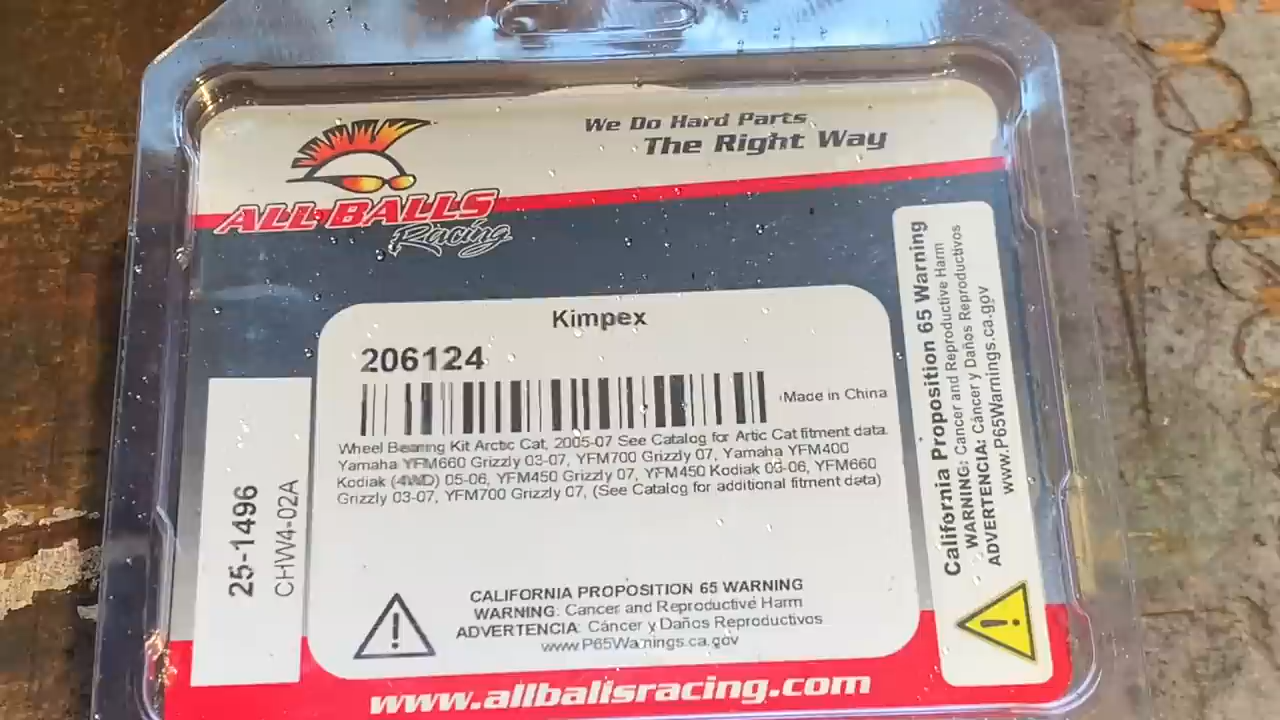 We Do Hard Parts
The Right Way
ALL BALLS
Racing
Kimpex
206124
Made in China
Wheel Bearing Kit Arctic Cat, 2005-07 See Catalog for Artic Cat fitment data.
Yamaha YFM660 Grizzly 03-07, YFM700 Grizzly 07, Yamaha YFM400
Kodiak (4WD) 05-06, YFM450 Grizzly 07, YFM450 Kodiak 03-06, YFM660
Grizzly 03-07, YFM700 Grizzly 07, (See Catalog for additional fitment data)
CALIFORNIA PROPOSITION 65 WARNING
WARNING: Cancer and Reproductive Harm
ADVERTENCIA: Cáncer y Daños Reproductivos
www.P65Warnings.ca.gov
www.allballsracing.com
25-1496
CHW4-02A
California Proposition 65 Warning
WARNING: Cancer and Reproductive Harm
ADVERTENCIA: Cáncer y Daños Reproductivos
www.P65Warnings.ca.gov